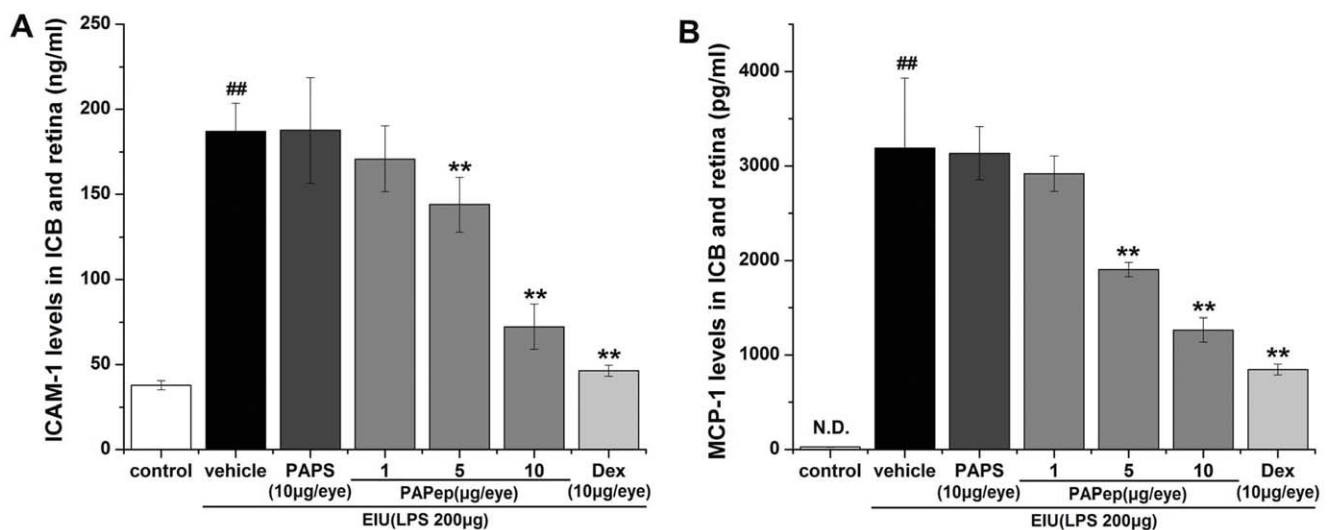 A
ICAM-1 levels in ICB and retina (ng/ml)
250
200
150
100
50
0
##
**
**
**
control
vehicle
PAPS
(10μg/eye)
1
5
10
PAPep(μg/eye)
Dex
(10μg/eye)
EIU(LPS 200μg)
B
MCP-1 levels in ICB and retina (pg/ml)
4000
3000
2000
1000
0
N.D.
##
**
**
**
control
vehicle
PAPS
(10μg/eye)
1
5
10
PAPep(μg/eye)
Dex
(10μg/eye)
EIU(LPS 200μg)